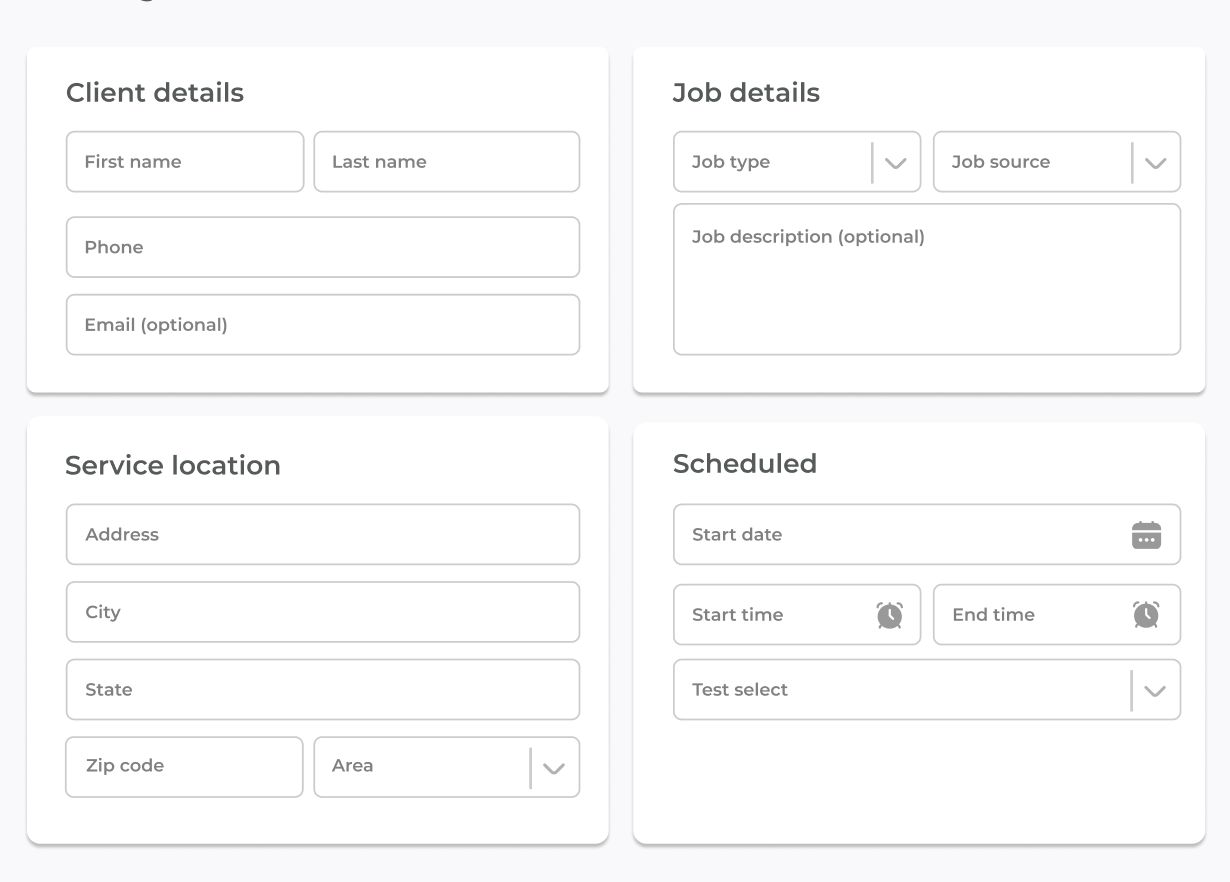 Client details
First name
Last name
Phone
Email (optional)
Job details
Job type
Job source
Job description (optional)
Service location
Address
City
State
Zip code
Area
Scheduled
Start date
Start time
End time
Test select